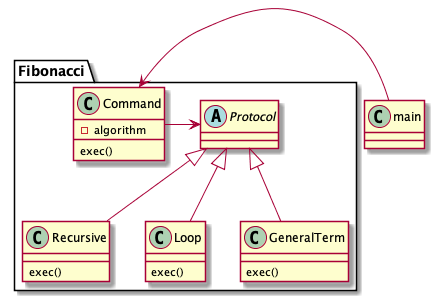 Fibonacci
C Command
algorithm
exec()
A Protocol
C main
C Recursive
exec()
C Loop
exec()
C GeneralTerm
exec()